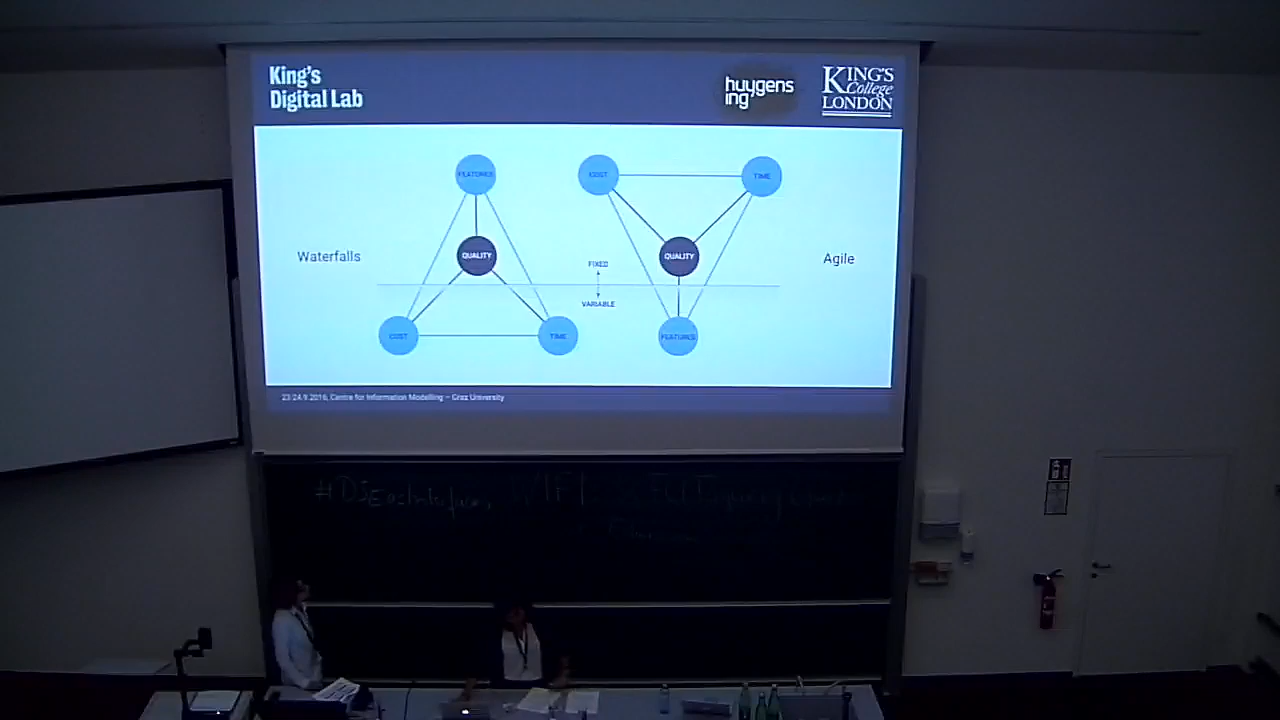 King's
Digital Lab
huygens
ing
KING'S
College
LONDON
FEATURES
COST
TIME
Waterfalls
QUALITY
FIXED
QUALITY
Agile
VARIABLE
COST
TIME
FEATURES
23/24.9.2016, Centre for Information Modelling – Graz University